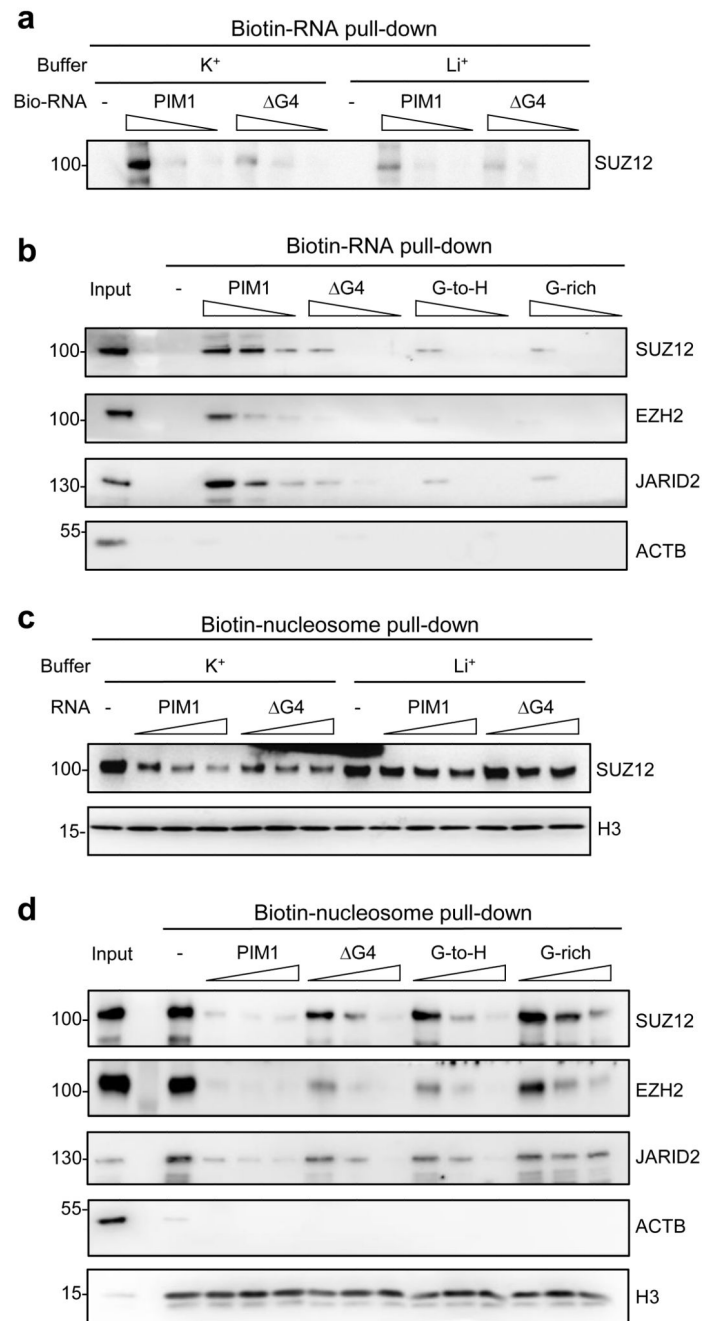 a
Biotin-RNA pull-down
Buffer K⁺ Li⁺
Bio-RNA - PIM1 ΔG4 - PIM1 ΔG4
100- SUZ12
b
Biotin-RNA pull-down
Input - PIM1 ΔG4 G-to-H G-rich
100- SUZ12
100- EZH2
130- JARID2
55- ACTB
c
Biotin-nucleosome pull-down
Buffer K⁺ Li⁺
RNA - PIM1 ΔG4 - PIM1 ΔG4
100- SUZ12
15- H3
d
Biotin-nucleosome pull-down
Input - PIM1 ΔG4 G-to-H G-rich
100- SUZ12
100- EZH2
130- JARID2
55- ACTB
15- H3